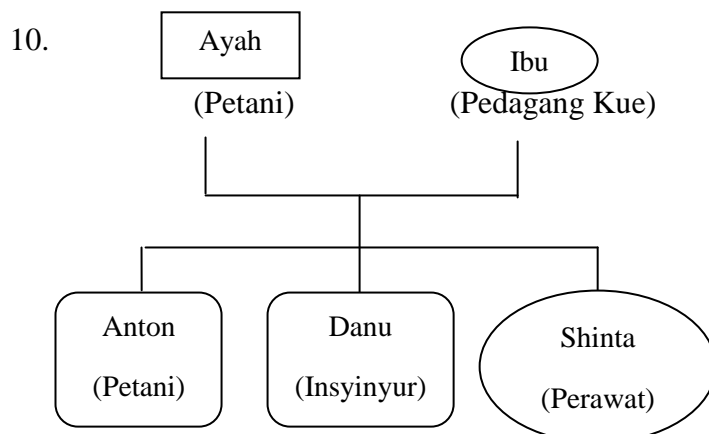 10.
Ayah
Ibu
(Petani)
(Pedagang Kue)
Anton
(Petani)
Danu
(Insyinyur)
Shinta
(Perawat)